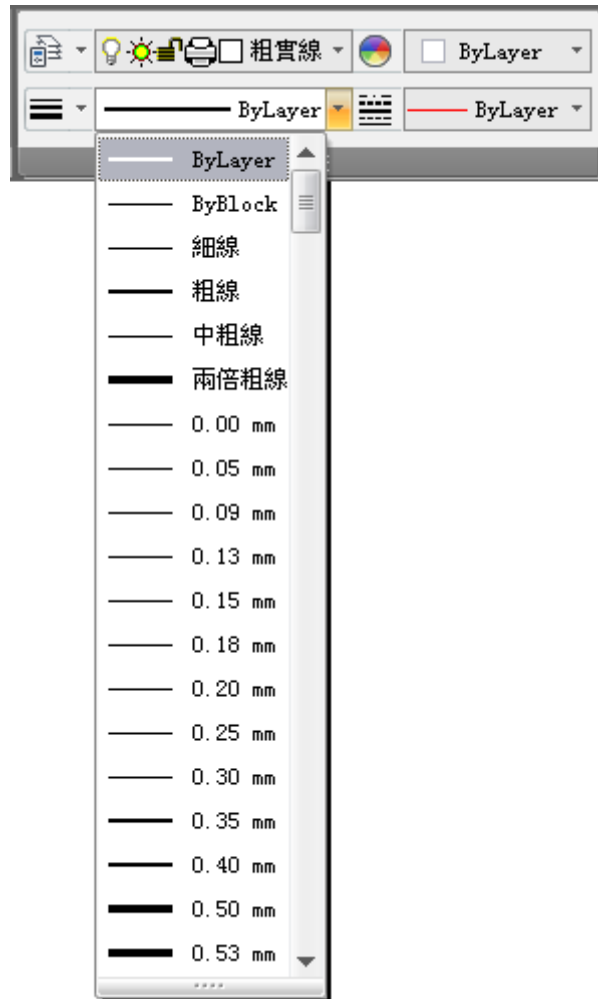 粗實線 ByLayer
ByLayer ByLayer
ByLayer
ByBlock
細線
粗線
中粗線
兩倍粗線
0.00 mm
0.05 mm
0.09 mm
0.13 mm
0.15 mm
0.18 mm
0.20 mm
0.25 mm
0.30 mm
0.35 mm
0.40 mm
0.50 mm
0.53 mm